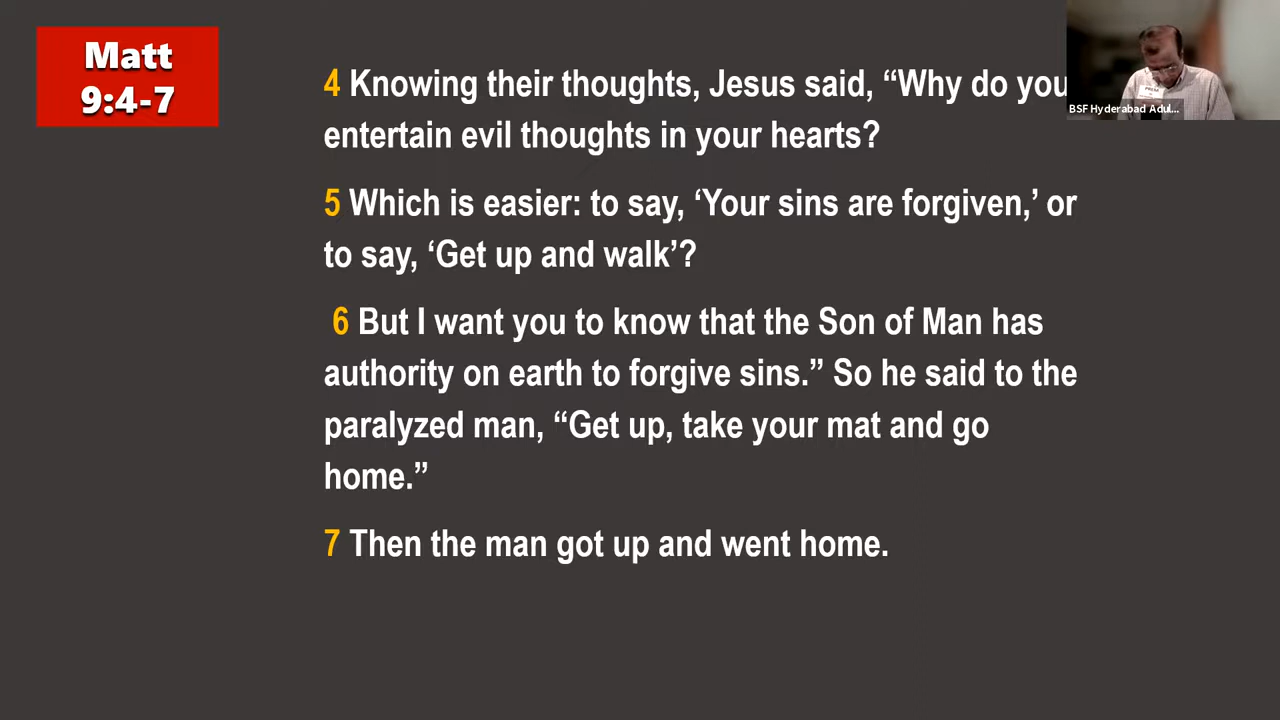 Matt
9:4-7
4 Knowing their thoughts, Jesus said, “Why do you
entertain evil thoughts in your hearts?
5 Which is easier: to say, ‘Your sins are forgiven,’ or
to say, ‘Get up and walk’?
6 But I want you to know that the Son of Man has
authority on earth to forgive sins.” So he said to the
paralyzed man, “Get up, take your mat and go
home.”
7 Then the man got up and went home.
BSF Hyderabad Adul...